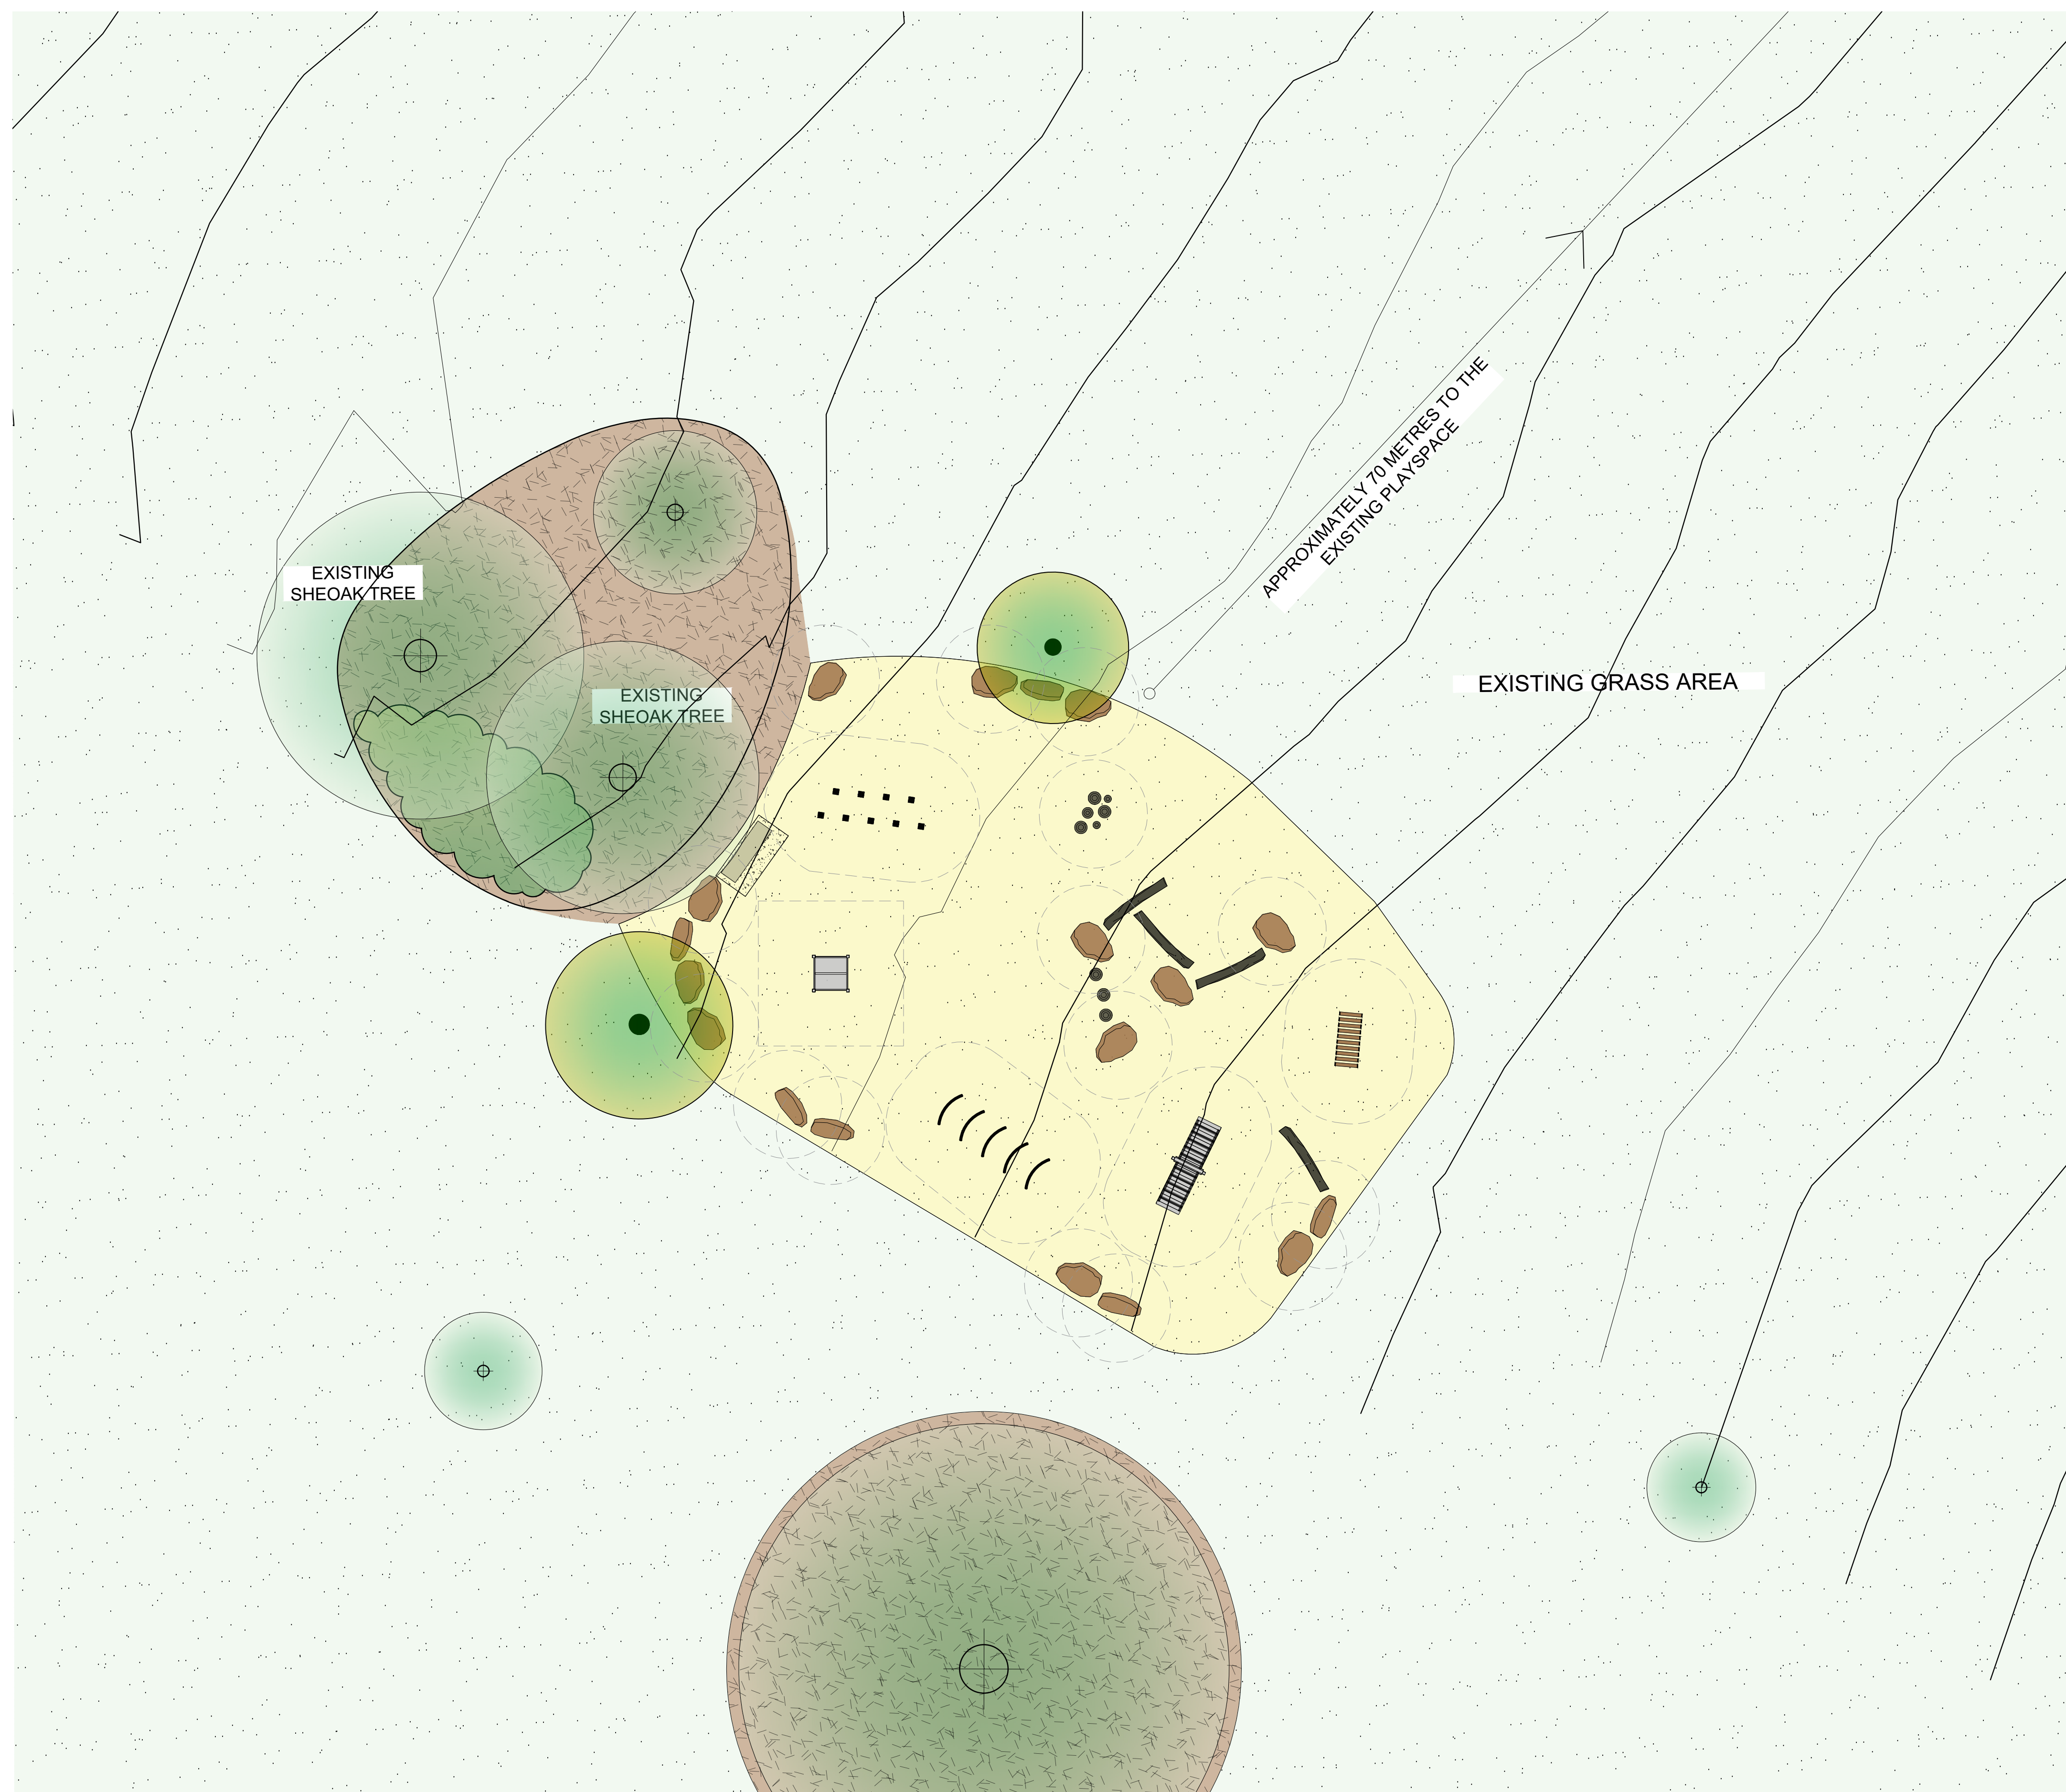 APPROXIMATELY 70 METRES TO THE
EXISTING PLAYSPACE
EXISTING
SHEOAK TREE
EXISTING GRASS AREA
EXISTING
SHEOAK TREE